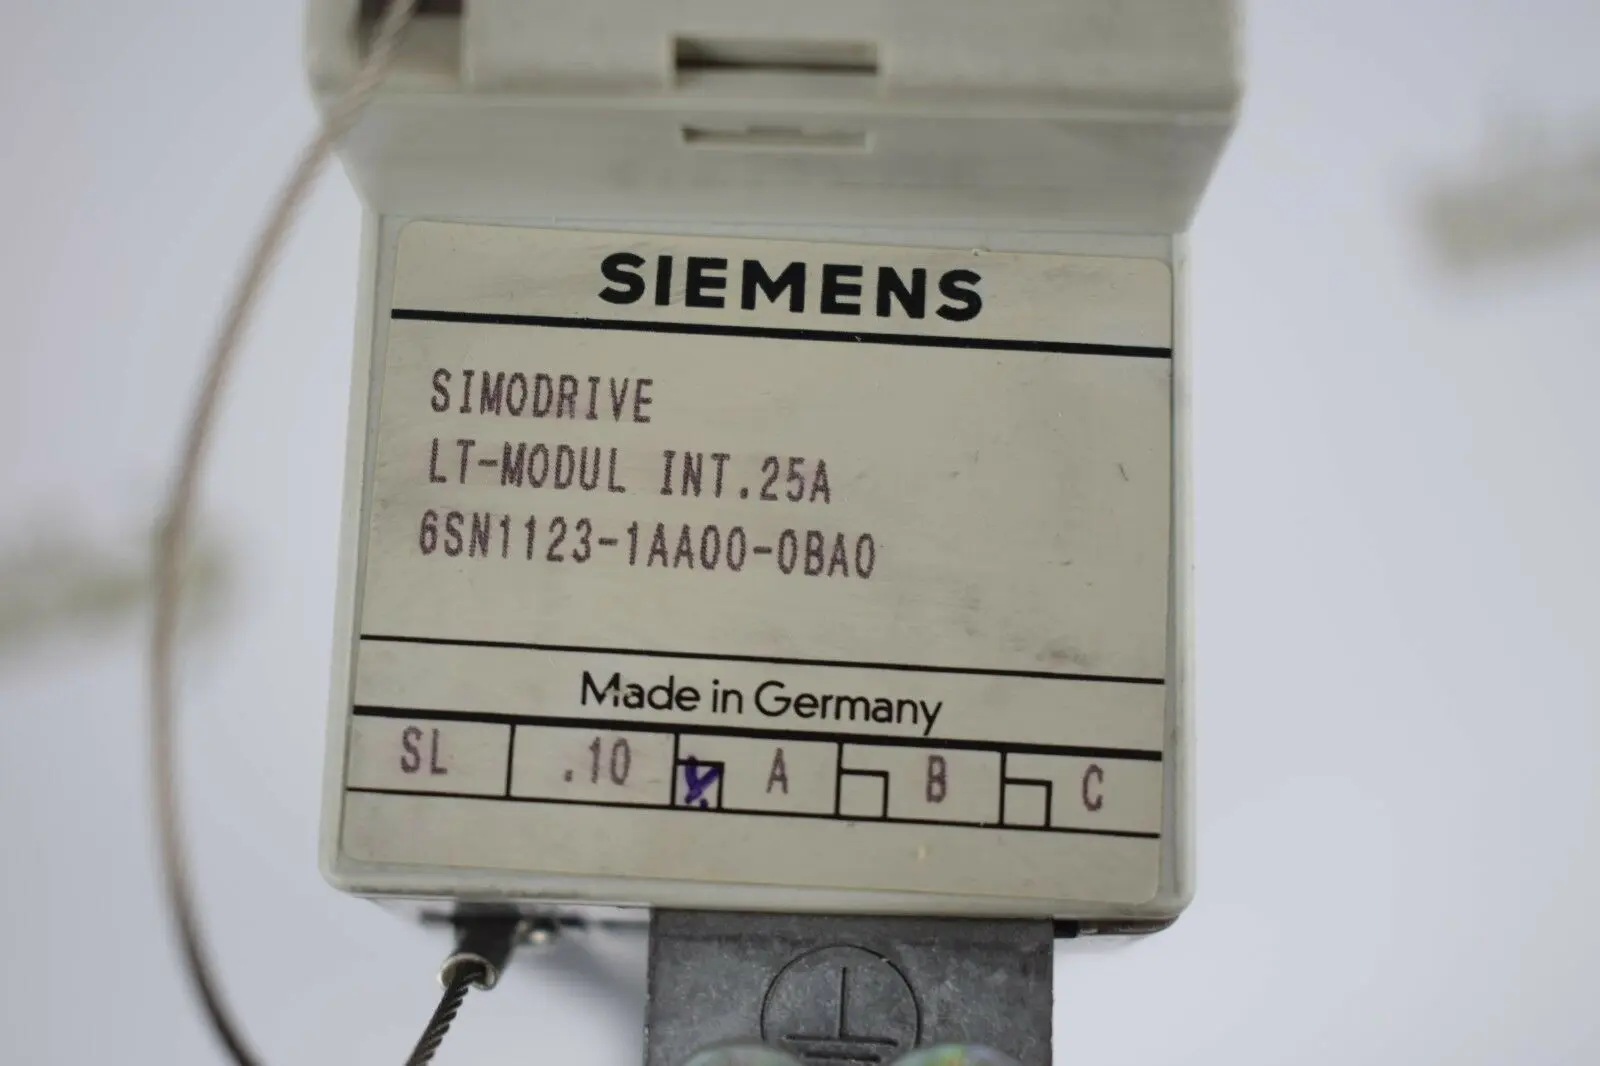 SIEMENS
SIMODRIVE
LT-MODUL INT.25A
6SN1123-1AA00-0BA0
Made in Germany
SL .10 A B C